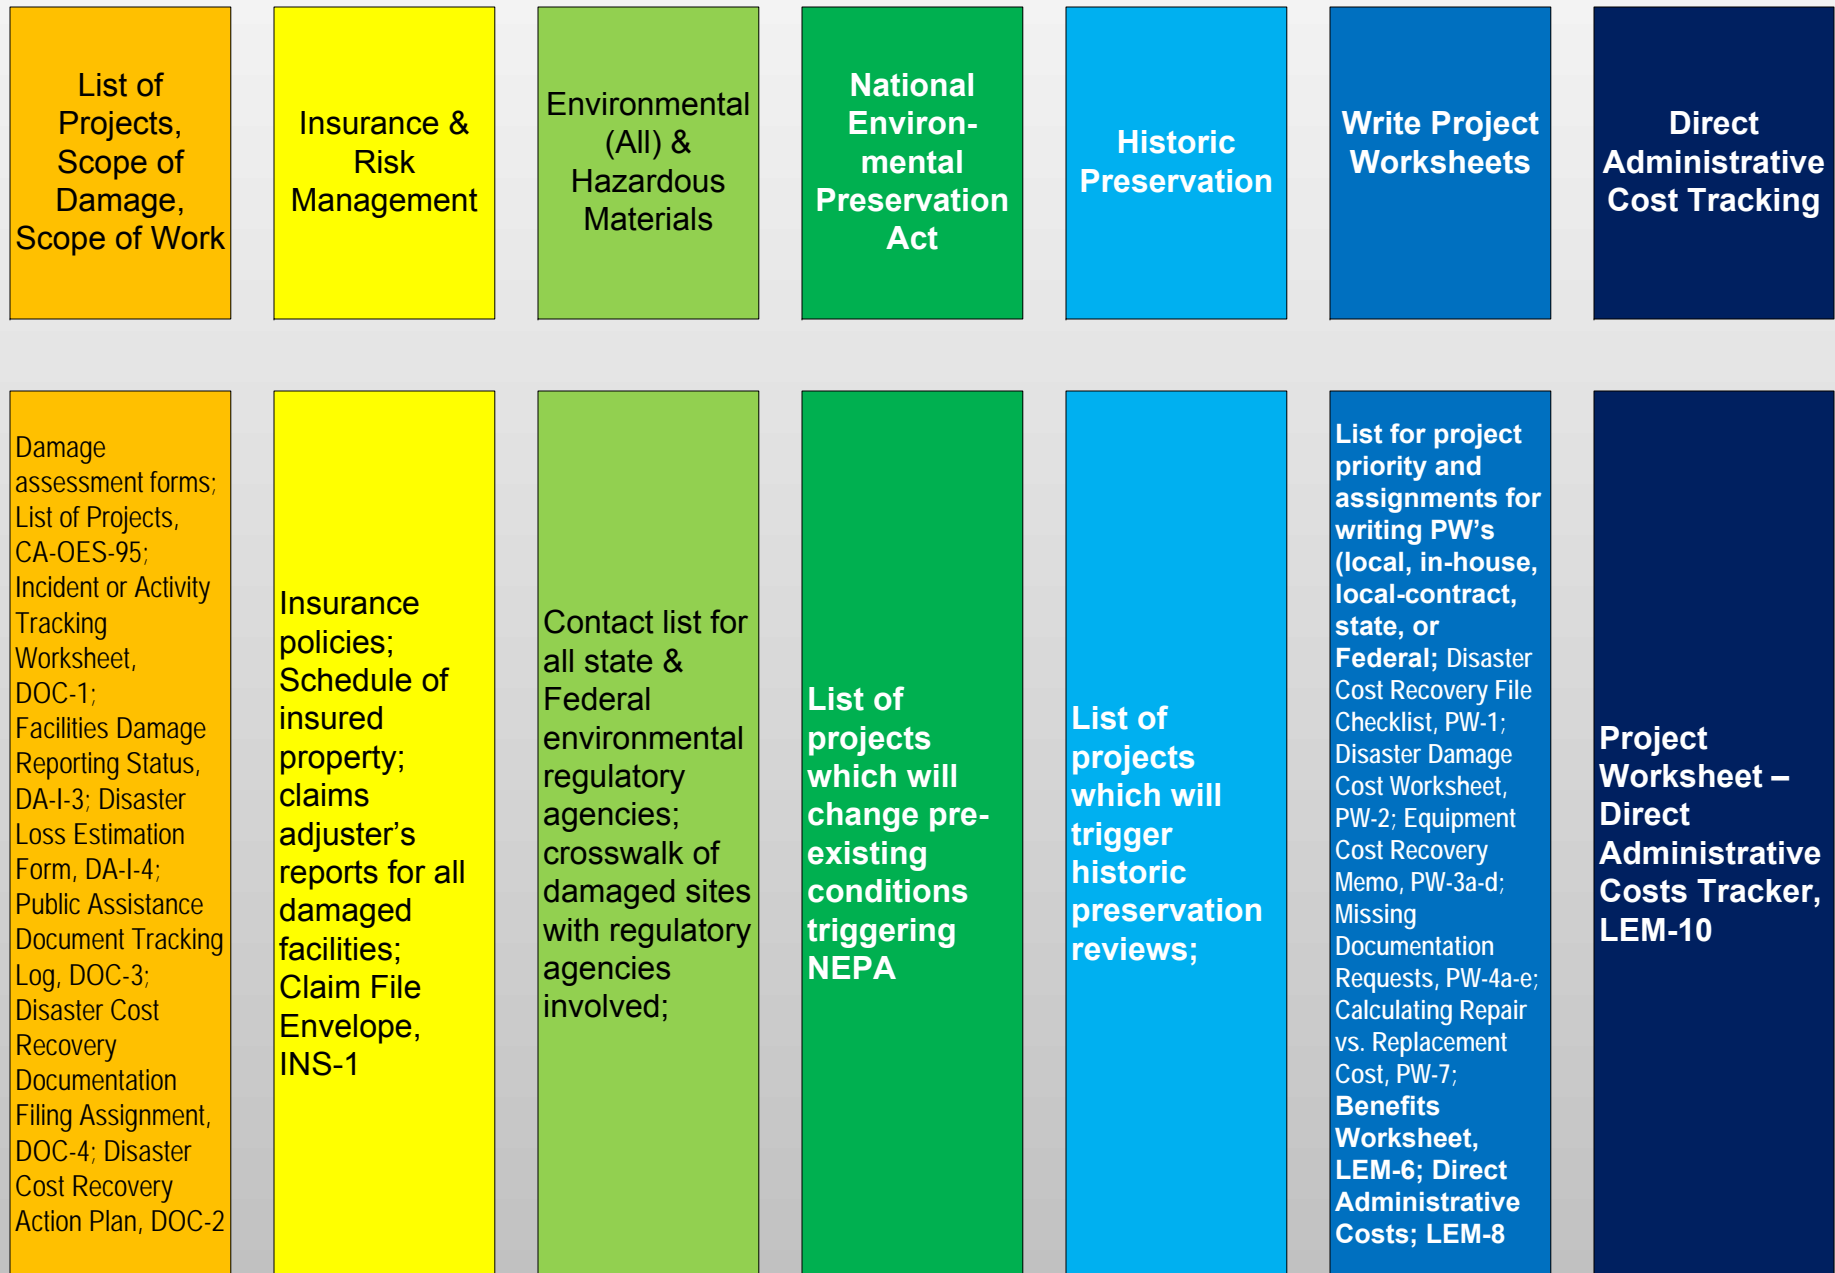 List of
Projects,
Scope of
Damage,
Scope of Work
Insurance &
Risk
Management
Environmental
(All) &
Hazardous
Materials
National
Environ-
mental
Preservation
Act
Historic
Preservation
Write Project
Worksheets
Direct
Administrative
Cost Tracking
Damage
assessment forms;
List of Projects,
CA-OES-95;
Incident or Activity
Tracking
Worksheet,
DOC-1;
Facilities Damage
Reporting Status,
DA-I-3; Disaster
Loss Estimation
Form, DA-I-4;
Public Assistance
Document Tracking
Log, DOC-3;
Disaster Cost
Recovery
Documentation
Filing Assignment,
DOC-4; Disaster
Cost Recovery
Action Plan, DOC-2
Insurance
policies;
Schedule of
insured
property;
claims
adjuster’s
reports for all
damaged
facilities;
Claim File
Envelope,
INS-1
Contact list for
all state &
Federal
environmental
regulatory
agencies;
crosswalk of
damaged sites
with regulatory
agencies
involved;
List of
projects
which will
change pre-
existing
conditions
triggering
NEPA
List of
projects
which will
trigger
historic
preservation
reviews;
List for project
priority and
assignments for
writing PW’s
(local, in-house,
local-contract,
state, or
Federal; Disaster
Cost Recovery File
Checklist, PW-1;
Disaster Damage
Cost Worksheet,
PW-2; Equipment
Cost Recovery
Memo, PW-3a-d;
Missing
Documentation
Requests, PW-4a-e;
Calculating Repair
vs. Replacement
Cost, PW-7;
Benefits
Worksheet,
LEM-6; Direct
Administrative
Costs; LEM-8
Project
Worksheet –
Direct
Administrative
Costs Tracker,
LEM-10